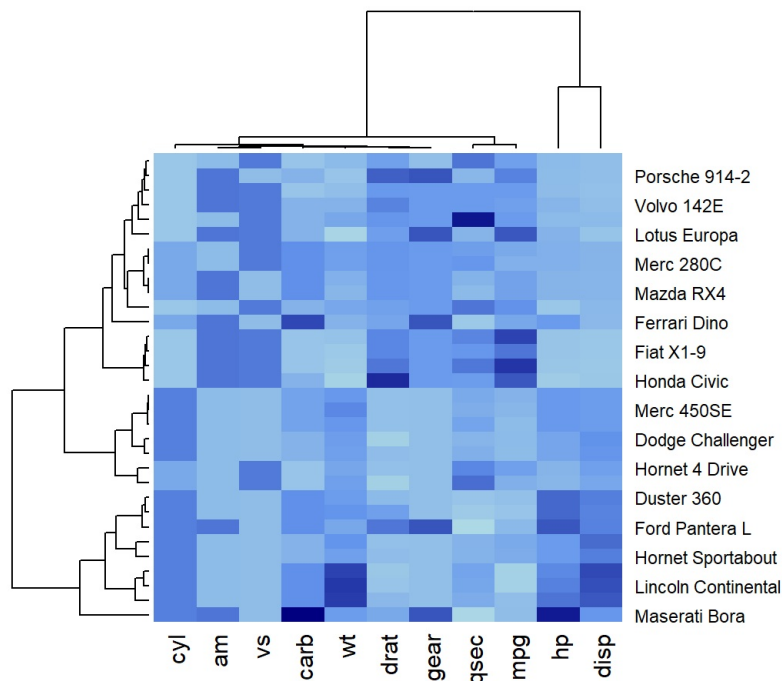 Porsche 914-2
Volvo 142E
Lotus Europa
Merc 280C
Mazda RX4
Ferrari Dino
Fiat X1-9
Honda Civic
Merc 450SE
Dodge Challenger
Hornet 4 Drive
Duster 360
Ford Pantera L
Hornet Sportabout
Lincoln Continental
Maserati Bora
cyl am vs carb wt drat gear qsec mpg hp disp